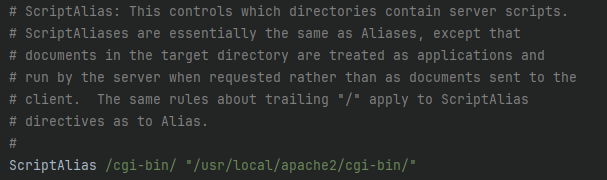 # ScriptAlias: This controls which directories contain server scripts.
# ScriptAliases are essentially the same as Aliases, except that
# documents in the target directory are treated as applications and
# run by the server when requested rather than as documents sent to the
# client.  The same rules about trailing "/" apply to ScriptAlias
# directives as to Alias.
#
ScriptAlias /cgi-bin/ "/usr/local/apache2/cgi-bin/"